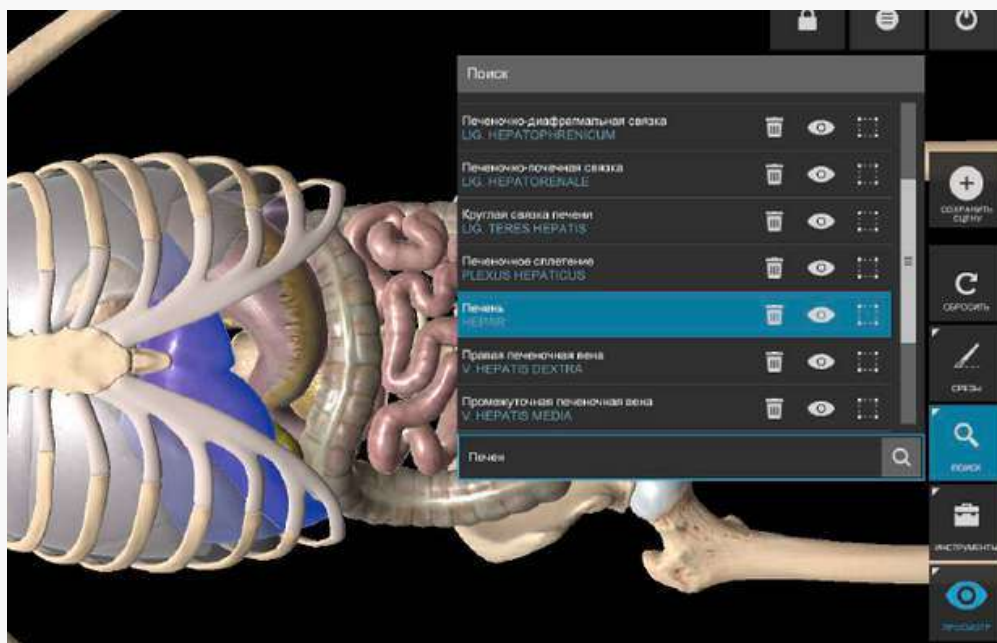 Поиск
Печеночно-диафрагмальная связка
LIG. HEPATOPHRENICUM
Печеночно-почечная связка
LIG. HEPATORENALE
Круглая связка печени
LIG. TERES HEPATIS
Печеночное сплетение
PLEXUS HEPATICUS
Печень
HEPAR
Правая печеночная вена
V. HEPATIS DEXTRA
Промежуточная печеночная вена
V. HEPATIS MEDIA
Печен
СОХРАНИТЬ
СЦЕНУ
СБРОСИТЬ
СРЕЗЫ
ПОИСК
ИНСТРУМЕНТЫ
ПРОСМОТР